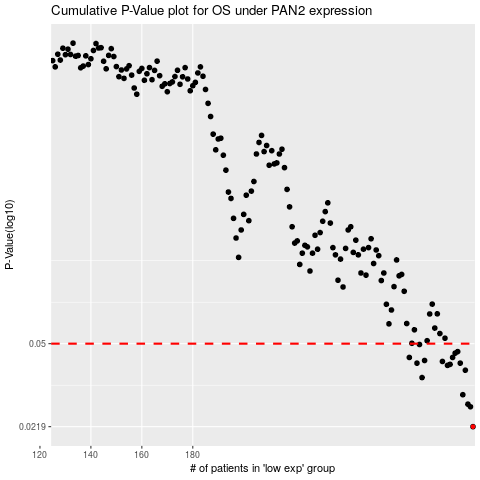 Cumulative P-Value plot for OS under PAN2 expression
P-Value(log10)
0.05
0.0219
120 140 160 180
# of patients in 'low exp' group